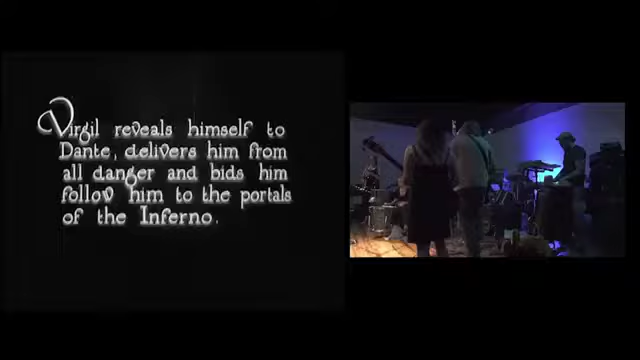 Virgil reveals himself to
Dante, delivers him from
all danger and bids him
follow him to the portals
of the Inferno.